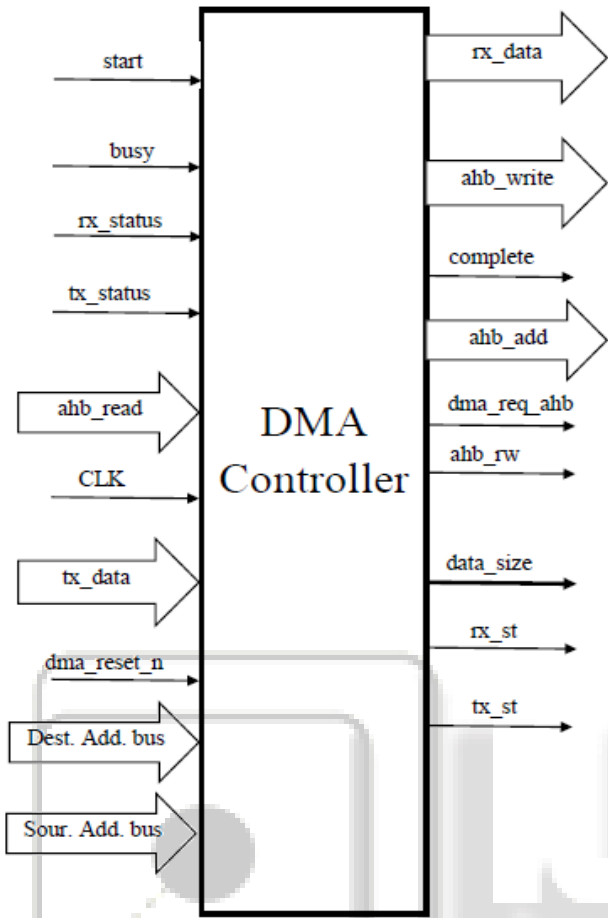 start
busy
rx_status
tx_status
ahb_read
CLK
tx_data
dma_reset_n
Dest. Add. bus
Sour. Add. bus
DMA
Controller
rx_data
ahb_write
complete
ahb_add
dma_req_ahb
ahb_rw
data_size
rx_st
tx_st